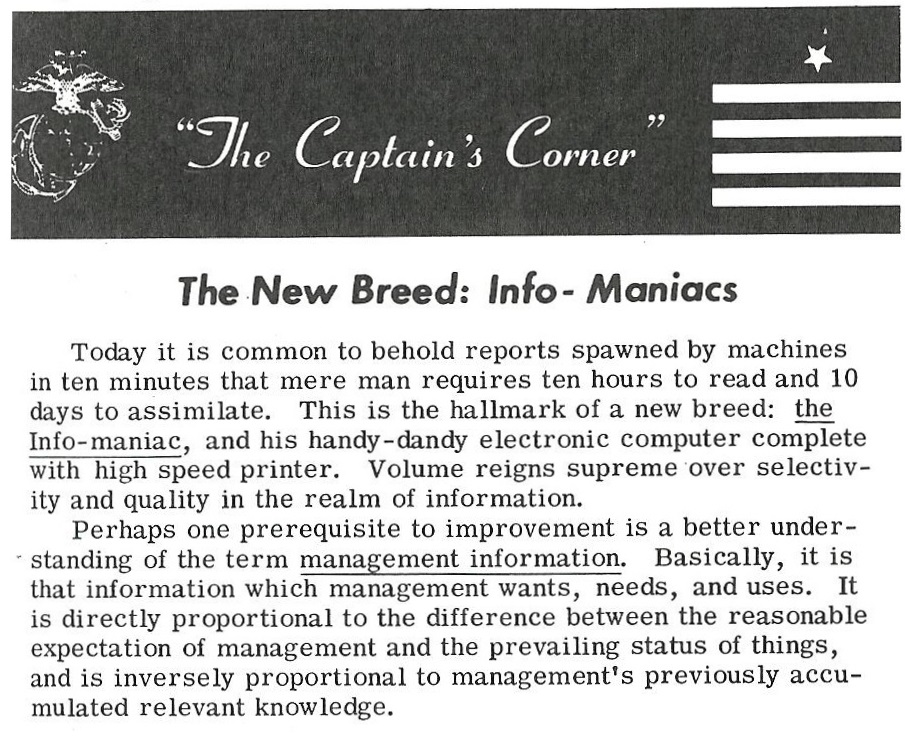 "The Captain's Corner"
The New Breed: Info-Maniacs
Today it is common to behold reports spawned by machines
in ten minutes that mere man requires ten hours to read and 10
days to assimilate. This is the hallmark of a new breed: the
Info-maniac, and his handy-dandy electronic computer complete
with high speed printer. Volume reigns supreme over selectiv-
ity and quality in the realm of information.
Perhaps one prerequisite to improvement is a better under-
standing of the term management information. Basically, it is
that information which management wants, needs, and uses. It
is directly proportional to the difference between the reasonable
expectation of management and the prevailing status of things,
and is inversely proportional to management's previously accu-
mulated relevant knowledge.